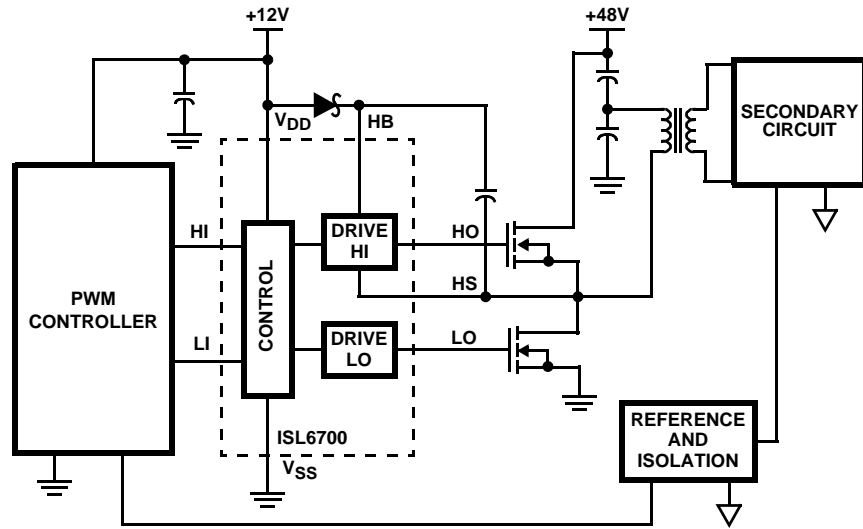 +12V
+48V
SECONDARY
CIRCUIT
VDD
HB
HI
DRIVE
HI
HO
PWM
CONTROLLER
CONTROL
HS
LI
DRIVE
LO
LO
REFERENCE
AND
ISOLATION
ISL6700
VSS